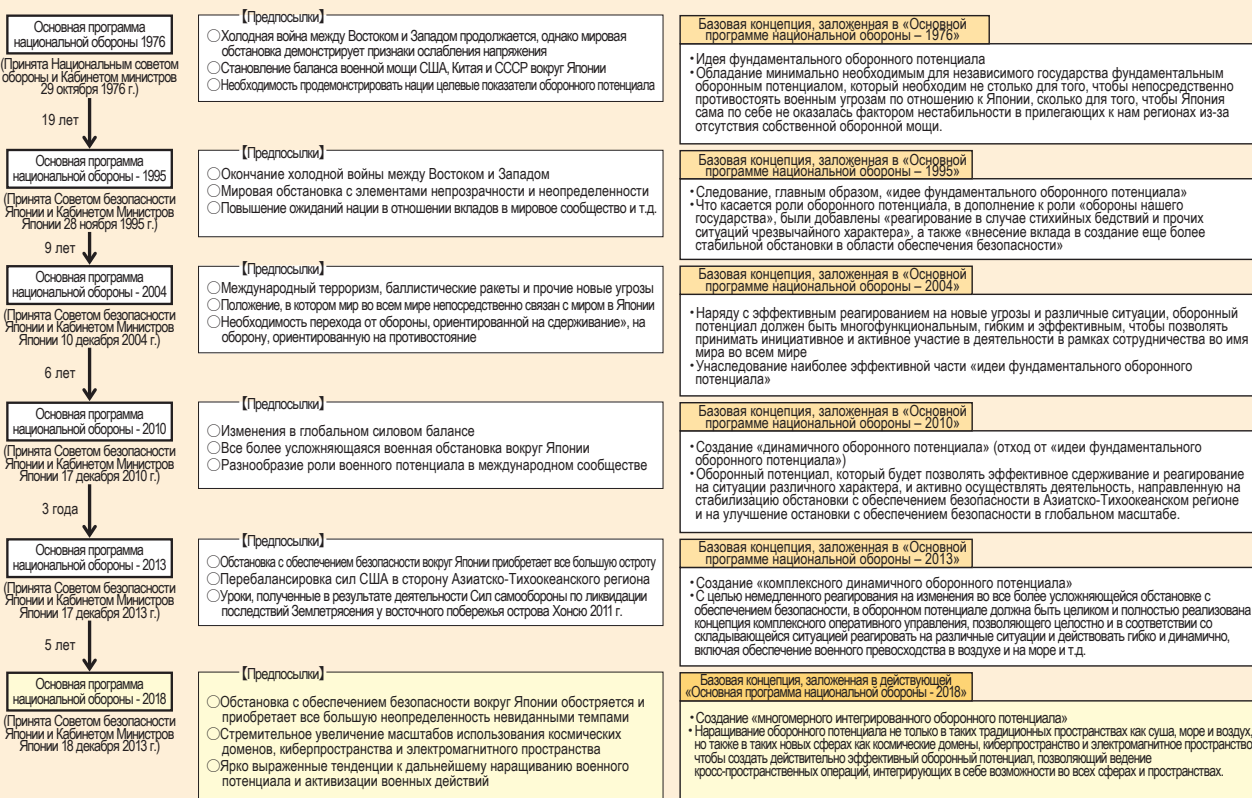 Основная программа
национальной обороны 1976
(Принята Национальным советом
обороны и Кабинетом министров
29 октября 1976 г.)
【Предпосылки】
○Холодная война между Востоком и Западом продолжается, однако мировая
обстановка демонстрирует признаки ослабления напряжения
○Становление баланса военной мощи США, Китая и СССР вокруг Японии
○Необходимость продемонстрировать нации целевые показатели оборонного потенциала
Базовая концепция, заложенная в «Основной
программе национальной обороны – 1976»
・Идея фундаментального оборонного потенциала
・Обладание минимально необходимым для независимого государства фундаментальным
оборонным потенциалом, который необходим не столько для того, чтобы непосредственно
противостоять военным угрозам по отношению к Японии, сколько для того, чтобы Япония
сама по себе не оказалась фактором нестабильности в прилегающих к нам регионах из-за
отсутствия собственной оборонной мощи.
19 лет
Основная программа
национальной обороны - 1995
(Принята Советом безопасности
Японии и Кабинетом Министров
Японии 28 ноября 1995 г.)
【Предпосылки】
○Окончание холодной войны между Востоком и Западом
○Мировая обстановка с элементами непрозрачности и неопределенности
○Повышение ожиданий нации в отношении вкладов в мировое сообщество и т.д.
Базовая концепция, заложенная в «Основной
программе национальной обороны – 1995»
・Следование, главным образом, «идее фундаментального оборонного потенциала»
・Что касается роли оборонного потенциала, в дополнение к роли «обороны нашего
государства», были добавлены «реагирование в случае стихийных бедствий и прочих
ситуаций чрезвычайного характера», а также «внесение вклада в создание еще более
стабильной обстановки в области обеспечения безопасности»
9 лет
Основная программа
национальной обороны - 2004
(Принята Советом безопасности
Японии и Кабинетом Министров
Японии 10 декабря 2004 г.)
【Предпосылки】
○Международный терроризм, баллистические ракеты и прочие новые угрозы
○Положение, в котором мир во всем мире непосредственно связан с миром в Японии
○Необходимость перехода от обороны, ориентированной на сдерживание», на
оборону, ориентированную на противостояние
Базовая концепция, заложенная в «Основной
программе национальной обороны – 2004»
・Наряду с эффективным реагированием на новые угрозы и различные ситуации, оборонный
потенциал должен быть многофункциональным, гибким и эффективным, чтобы позволять
принимать инициативное и активное участие в деятельности в рамках сотрудничества во имя
мира во всем мире
・Унаследование наиболее эффективной части «идеи фундаментального оборонного
потенциала»
6 лет
Основная программа
национальной обороны - 2010
(Принята Советом безопасности
Японии и Кабинетом Министров
Японии 17 декабря 2010 г.)
【Предпосылки】
○Изменения в глобальном силовом балансе
○Все более усложняющаяся военная обстановка вокруг Японии
○Разнообразие роли военного потенциала в международном сообществе
Базовая концепция, заложенная в «Основной
программе национальной обороны – 2010»
・Создание «динамичного оборонного потенциала» (отход от «идеи фундаментального
оборонного потенциала»)
・Оборонный потенциал, который будет позволять эффективное сдерживание и реагирование
на ситуации различного характера, и активно осуществлять деятельность, направленную на
стабилизацию обстановки с обеспечением безопасности в Азиатско-Тихоокеанском регионе
и на улучшение остановки с обеспечением безопасности в глобальном масштабе.
3 года
Основная программа
национальной обороны - 2013
(Принята Советом безопасности
Японии и Кабинетом Министров
Японии 17 декабря 2013 г.)
【Предпосылки】
○Обстановка с обеспечением безопасности вокруг Японии приобретает все большую остроту
○Перебалансировка сил США в сторону Азиатско-Тихоокеанского региона
○Уроки, полученные в результате деятельности Сил самообороны по ликвидации
последствий Землетрясения у восточного побережья острова Хонсю 2011 г.
Базовая концепция, заложенная в «Основной
программе национальной обороны – 2013»
・Создание «комплексного динамичного оборонного потенциала»
・С целью немедленного реагирования на изменения во все более усложняющейся обстановке с
обеспечением безопасности, в оборонном потенциале должна быть целиком и полностью реализована
концепция комплексного оперативного управления, позволяющего целостно и в соответствии со
складывающейся ситуацией реагировать на различные ситуации и действовать гибко и динамично,
включая обеспечение военного превосходства в воздухе и на море и т.д.
5 лет
Основная программа
национальной обороны - 2018
(Принята Советом безопасности
Японии и Кабинетом Министров
Японии 18 декабря 2013 г.)
【Предпосылки】
○Обстановка с обеспечением безопасности вокруг Японии обостряется и
приобретает все большую неопределенность невиданными темпами
○Стремительное увеличение масштабов использования космических
доменов, киберпространства и электромагнитного пространства
○Ярко выраженные тенденции к дальнейшему наращиванию военного
потенциала и активизации военных действий
Базовая концепция, заложенная в действующей
«Основная программа национальной обороны - 2018»
・Создание «многомерного интегрированного оборонного потенциала»
・Наращивание оборонного потенциала не только в таких традиционных пространствах как суша, море и воздух,
но также в таких новых сферах как космические домены, киберпространство и электромагнитное пространство,
чтобы создать действительно эффективный оборонный потенциал, позволяющий ведение
кросс-пространственных операций, интегрирующих в себе возможности во всех сферах и пространствах.